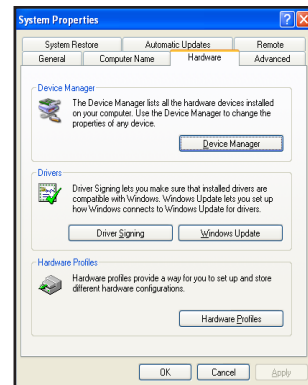 System Properties
System Restore Automatic Updates Remote
General Computer Name Hardware Advanced
Device Manager
The Device Manager lists all the hardware devices installed
on your computer. Use the Device Manager to change the
properties of any device.
Device Manager
Drivers
Driver Signing lets you make sure that installed drivers are
compatible with Windows. Windows Update lets you set up
how Windows connects to Windows Update for drivers.
Driver Signing Windows Update
Hardware Profiles
Hardware profiles provide a way for you to set up and store
different hardware configurations.
Hardware Profiles
OK Cancel Apply